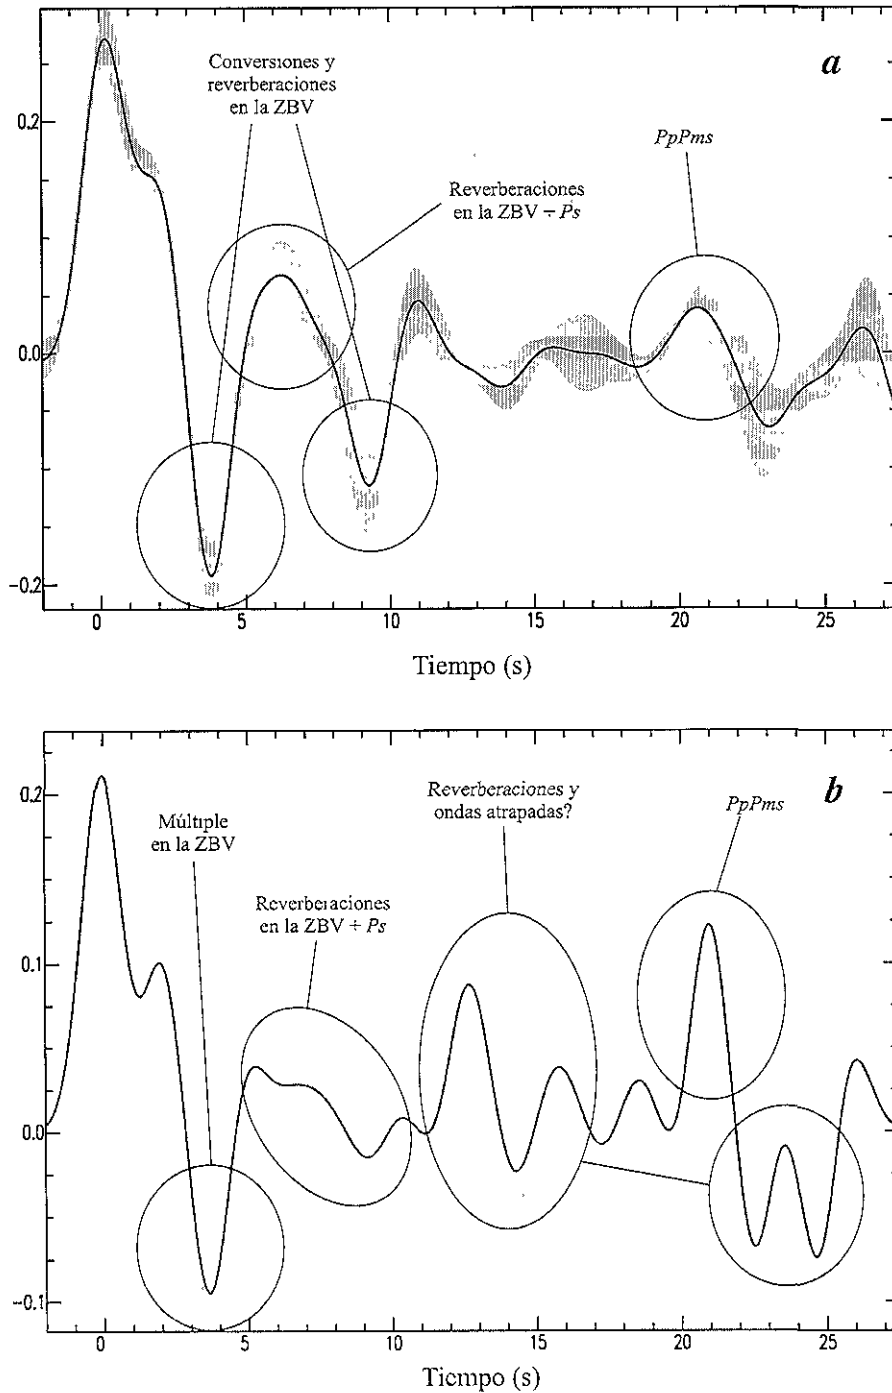 a
Conversiones y
reverberaciones
en la ZBV
PpPms
Reverberaciones
en la ZBV + Ps
0.2
0.0
−0.2
0 5 10 15 20 25
Tiempo (s)
b
Reverberaciones y
ondas atrapadas?
PpPms
Múltiple
en la ZBV
Reverberaciones
en la ZBV + Ps
0.2
0.1
0.0
−0.1
0 5 10 15 20 25
Tiempo (s)